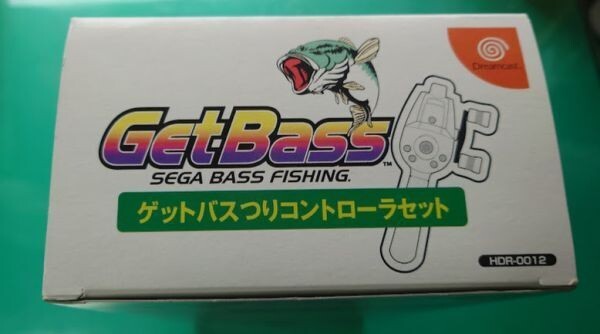 Dreamcast
GetBass™
SEGA BASS FISHING.
ゲットバスつりコントローラセット
HDR-0012